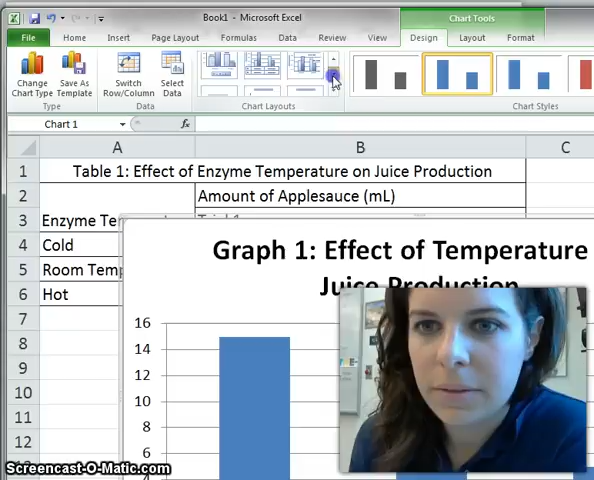 Book1 - Microsoft Excel
Chart Tools
File Home Insert Page Layout Formulas Data Review View Design Layout Format
Change Chart Type
Save As Template
Switch Row/Column
Select Data
Type Data Chart Layouts Chart Styles
Chart 1 fx
A B C
1 Table 1: Effect of Enzyme Temperature on Juice Production
2 Amount of Applesauce (mL)
3 Enzyme
4 Cold
5 Room Temp
6 Hot
7
8
9
10
11
12
Graph 1: Effect of Temperature
Juice Production
16
14
12
10
8
6
Screencast-O-Matic.com